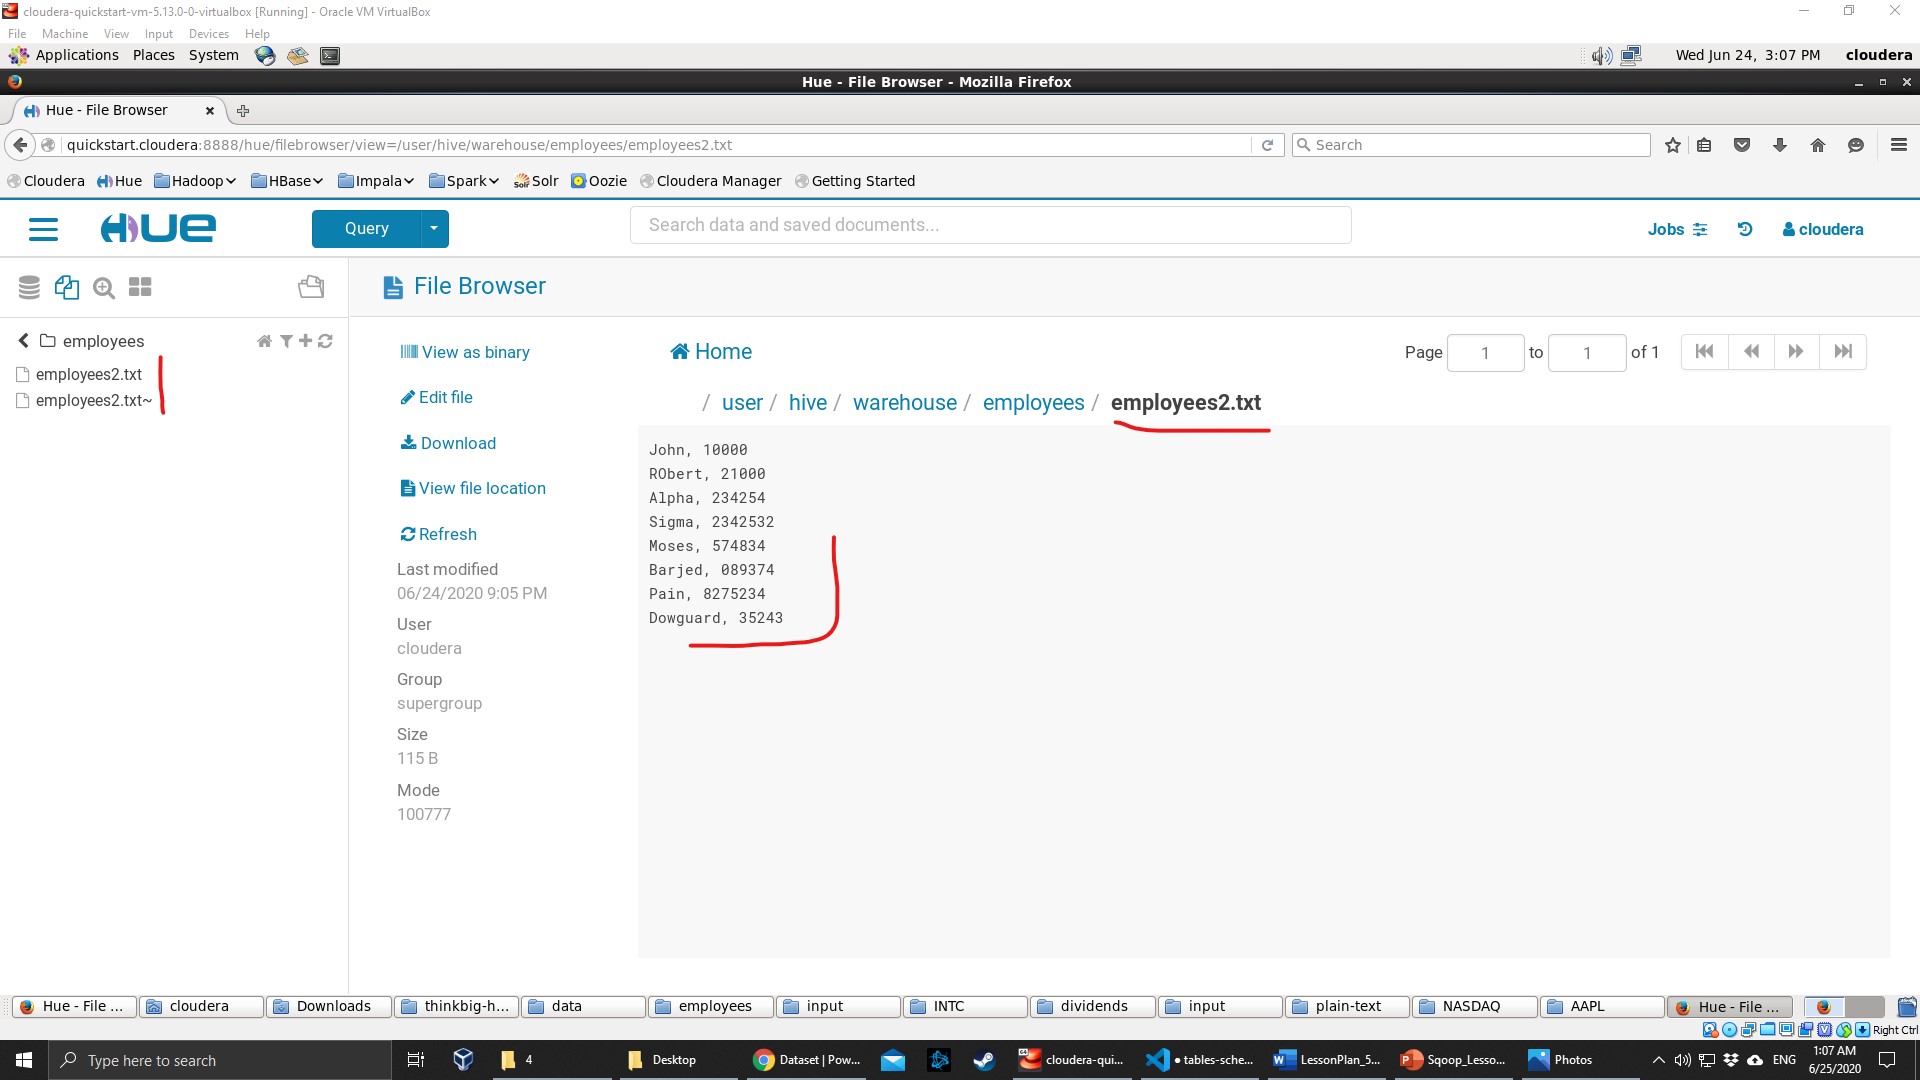 cloudera-quickstart-vm-5.13.0-0-virtualbox [Running] - Oracle VM VirtualBox
File Machine View Input Devices Help
Applications Places System Wed Jun 24, 3:07 PM cloudera
Hue - File Browser - Mozilla Firefox
Hue - File Browser
quickstart.cloudera:8888/hue/filebrowser/view=/user/hive/warehouse/employees/employees2.txt Search
Cloudera Hue Hadoop HBase Impala Spark Solr Oozie Cloudera Manager Getting Started
HUE Query Search data and saved documents... Jobs cloudera
File Browser
employees
employees2.txt
employees2.txt~
View as binary
Edit file
Download
View file location
Refresh
Last modified
06/24/2020 9:05 PM
User
cloudera
Group
supergroup
Size
115 B
Mode
100777
Home Page 1 to 1 of 1
/ user / hive / warehouse / employees / employees2.txt
John, 10000
RObert, 21000
Alpha, 234254
Sigma, 2342532
Moses, 574834
Barjed, 089374
Pain, 8275234
Dowguard, 35243
Hue - File ... cloudera Downloads thinkbig-h... data employees input INTC dividends input plain-text NASDAQ AAPL Hue - File ...
Right Ctrl
Type here to search 4 Desktop Dataset | Pow... cloudera-qui... • tables-sche... LessonPlan_5... Sqoop_Lesso... Photos ENG 1:07 AM
6/25/2020